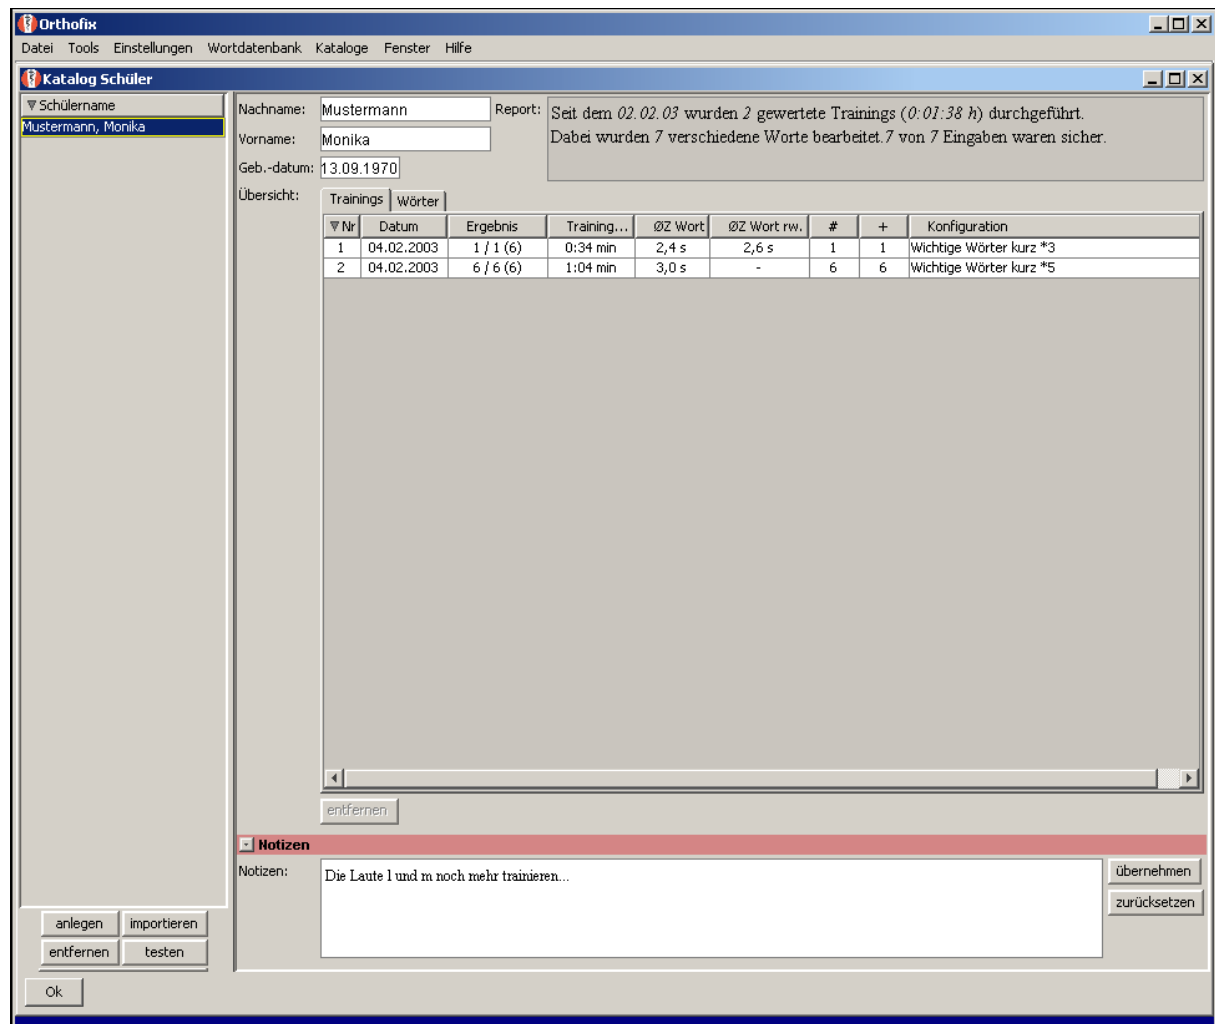 Orthofix
Datei Tools Einstellungen Wortdatenbank Kataloge Fenster Hilfe
Katalog Schüler
Schülername
Mustermann, Monika
Nachname: Mustermann
Vorname: Monika
Geb.-datum: 13.09.1970
Report: Seit dem 02.02.03 wurden 2 gewertete Trainings (0:01:38 h) durchgeführt.
Dabei wurden 7 verschiedene Worte bearbeitet.7 von 7 Eingaben waren sicher.
Übersicht: Trainings Wörter
Nr Datum Ergebnis Training... ØZ Wort ØZ Wort rw. # + Konfiguration
1 04.02.2003 1 / 1 (6) 0:34 min 2,4 s 2,6 s 1 1 Wichtige Wörter kurz *3
2 04.02.2003 6 / 6 (6) 1:04 min 3,0 s - 6 6 Wichtige Wörter kurz *5
entfernen
Notizen
Notizen: Die Laute l und m noch mehr trainieren...
übernehmen
zurücksetzen
anlegen importieren
entfernen testen
Ok